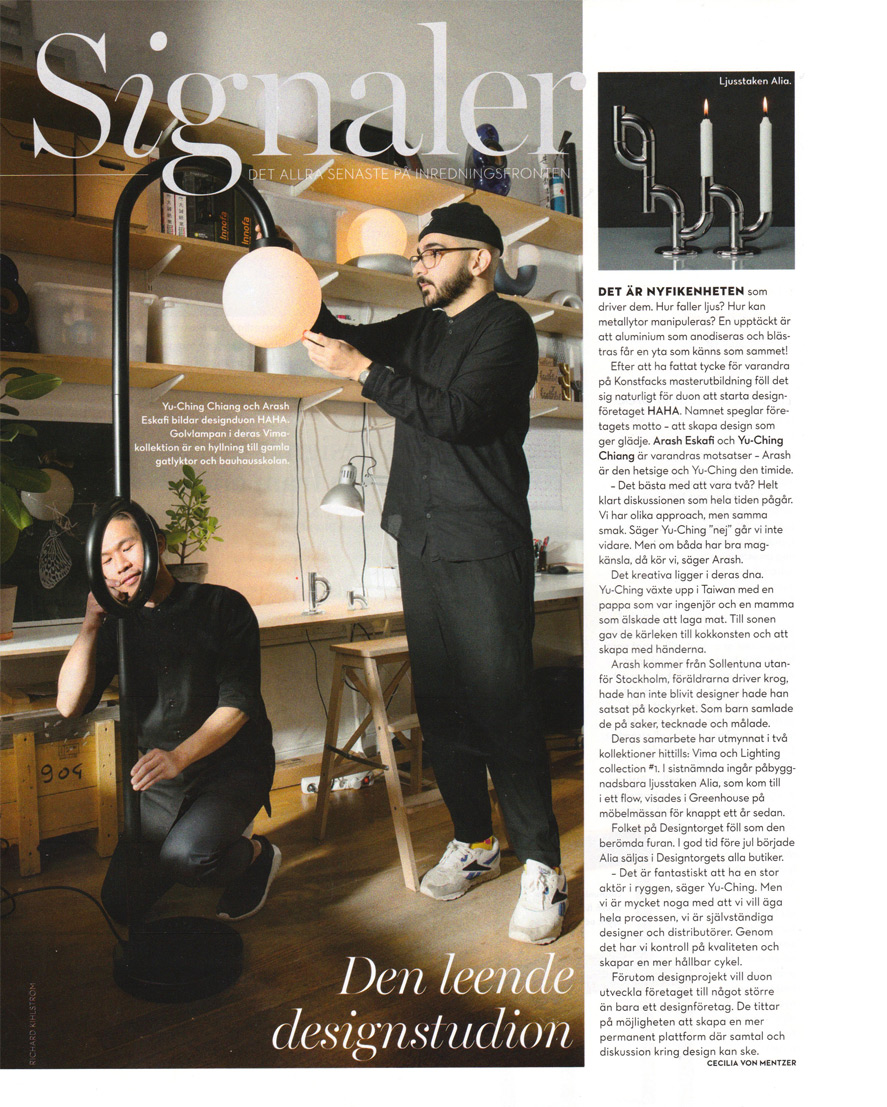 Signaler
DET ALLRA SENASTE PÅ INREDNINGSFRONTEN
Innofa
Innofa
Yu-Ching Chiang och Arash
Eskafi bildar designduon HAHA.
Golvlampan i deras Vima-
kollektion är en hyllning till gamla
gatlyktor och bauhausskolan.
904
Den leende
designstudion
RICHARD KIHLSTRÖM
Ljusstaken Alia.
DET ÄR NYFIKENHETEN som
driver dem. Hur faller ljus? Hur kan
metallytor manipuleras? En upptäckt är
att aluminium som anodiseras och bläs-
tras får en yta som känns som sammet!
Efter att ha fattat tycke för varandra
på Konstfacks masterutbildning föll det
sig naturligt för duon att starta design-
företaget HAHA. Namnet speglar före-
tagets motto – att skapa design som
ger glädje. Arash Eskafi och Yu-Ching
Chiang är varandras motsatser – Arash
är den hetsige och Yu-Ching den timide.
– Det bästa med att vara två? Helt
klart diskussionen som hela tiden pågår.
Vi har olika approach, men samma
smak. Säger Yu-Ching ”nej” går vi inte
vidare. Men om båda har bra mag-
känsla, då kör vi, säger Arash.
Det kreativa ligger i deras dna.
Yu-Ching växte upp i Taiwan med en
pappa som var ingenjör och en mamma
som älskade att laga mat. Till sonen
gav de kärleken till kokkonsten och att
skapa med händerna.
Arash kommer från Sollentuna utan-
för Stockholm, föräldrarna driver krog,
hade han inte blivit designer hade han
satsat på kockyrket. Som barn samlade
de på saker, tecknade och målade.
Deras samarbete har utmynnat i två
kollektioner hittills: Vima och Lighting
collection #1. I sistnämnda ingår påbygg-
nadsbara ljusstaken Alia, som kom till
i ett flow, visades i Greenhouse på
möbelmässan för knappt ett år sedan.
Folket på Designtorget föll som den
berömda furan. I god tid före jul började
Alia säljas i Designtorgets alla butiker.
– Det är fantastiskt att ha en stor
aktör i ryggen, säger Yu-Ching. Men
vi är mycket noga med att vi vill äga
hela processen, vi är självständiga
designer och distributörer. Genom
det har vi kontroll på kvaliteten och
skapar en mer hållbar cykel.
Förutom designprojekt vill duon
utveckla företaget till något större
än bara ett designföretag. De tittar
på möjligheten att skapa en mer
permanent plattform där samtal och
diskussion kring design kan ske.
CECILIA VON MENTZER